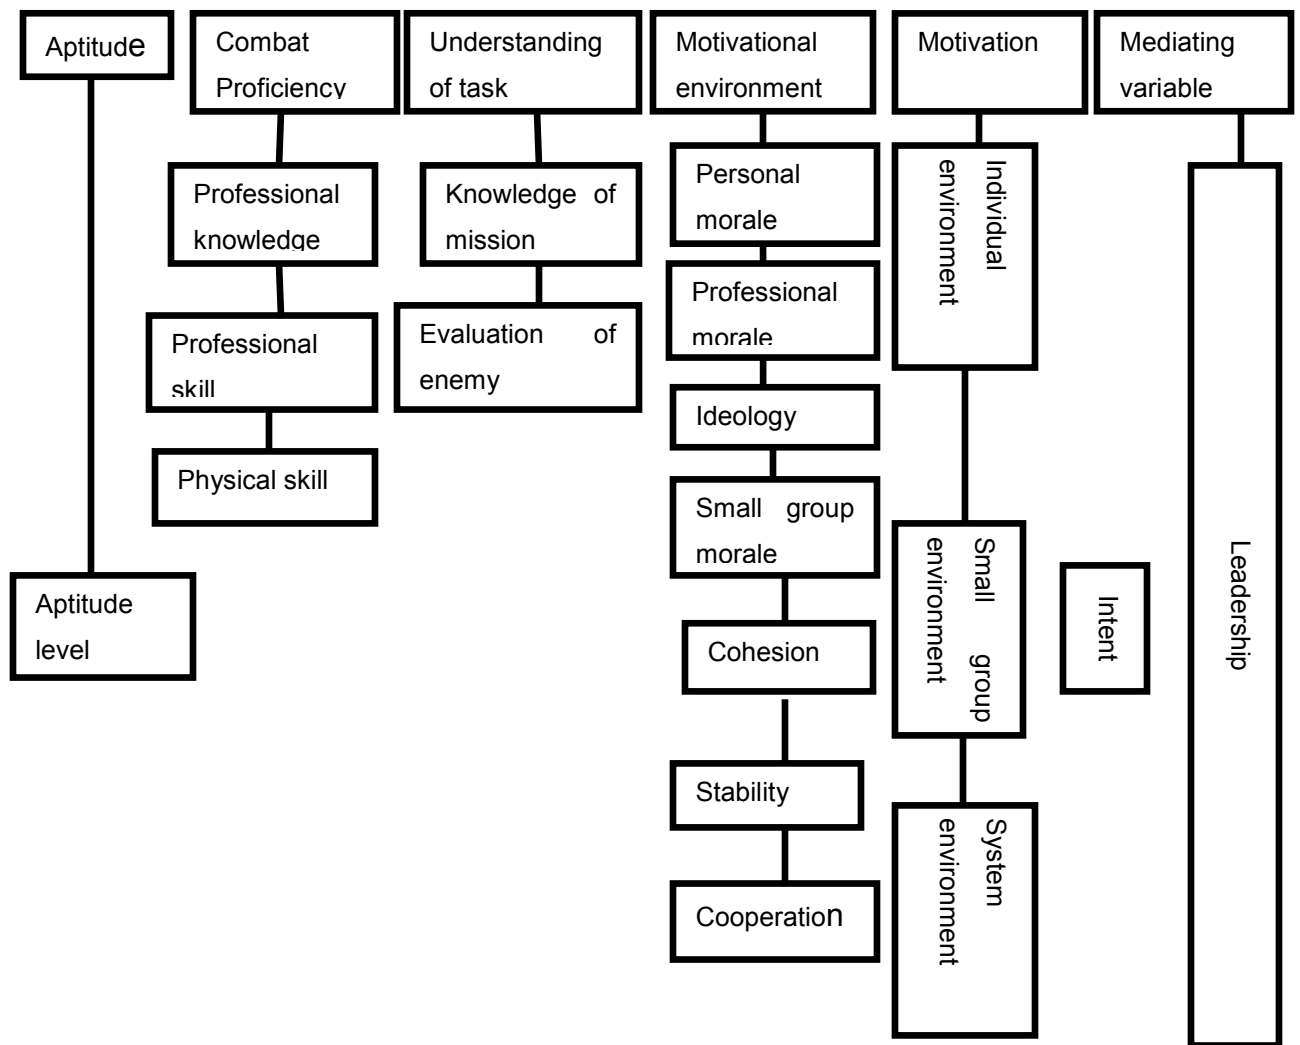 Aptitude
Combat
Proficiency
Understanding
of task
Motivational
environment
Motivation
Mediating
variable
Professional
knowledge
Professional
skill
Physical skill
Aptitude
level
Knowledge of
mission
Evaluation of
enemy
Personal
morale
Professional
morale
Ideology
Small group
morale
Cohesion
Stability
Cooperation
Individual
environment
Small group
environment
System
environment
Intent
Leadership